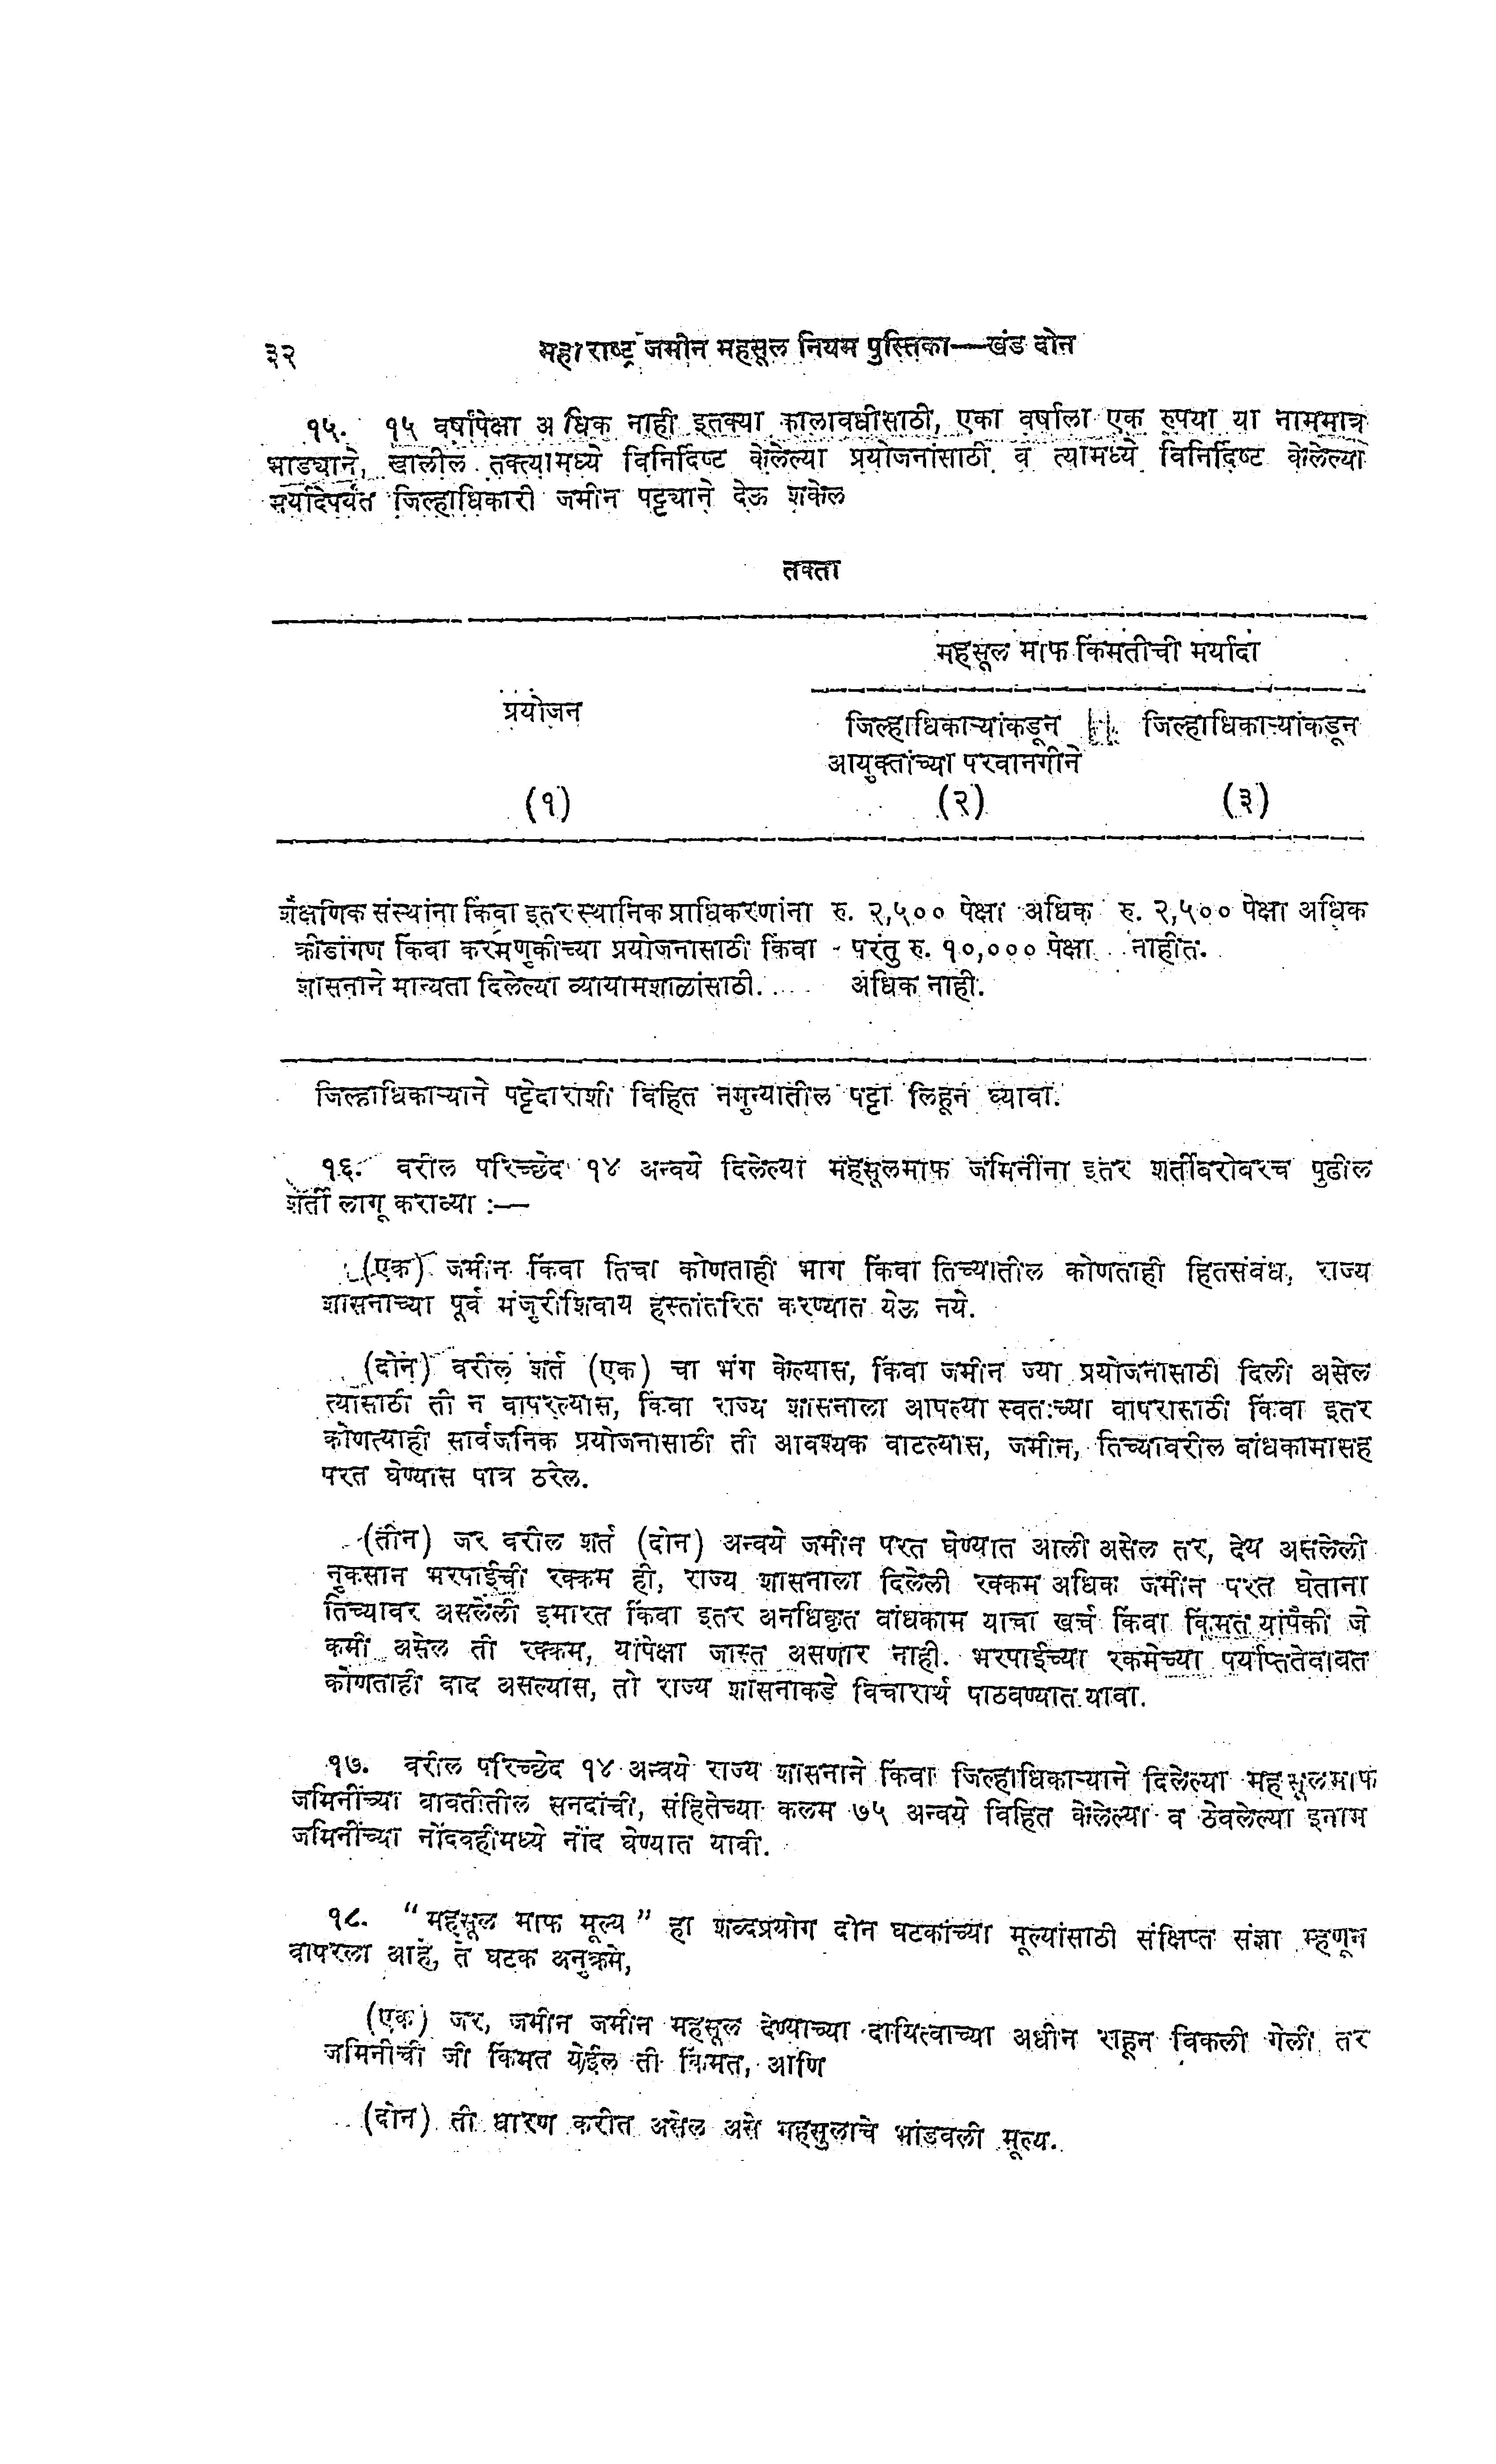 ३२ महाराष्ट्र जमीन महसूल नियम पुस्तिका—खंड दोन
१५. १५ वर्षांपेक्षा अधिक नाही इतक्या कालावधीसाठी, एका वर्षाला एक रुपया या नाममात्र
भाड्याने, खालील तक्त्यामध्ये विनिर्दिष्ट केलेल्या प्रयोजनांसाठी व त्यामध्ये विनिर्दिष्ट केलेल्या
मर्यादेपर्यंत जिल्हाधिकारी जमीन पट्ट्याने देऊ शकेल
तक्ता
महसूल माफ किंमतीची मर्यादा
प्रयोजन
जिल्हाधिकाऱ्यांकडून जिल्हाधिकाऱ्यांकडून
आयुक्तांच्या परवानगीने
(१) (२) (३)
शैक्षणिक संस्थांना किंवा इतर स्थानिक प्राधिकरणांना रु. २,५०० पेक्षा अधिक रु. २,५०० पेक्षा अधिक
क्रीडांगण किंवा करमणुकीच्या प्रयोजनासाठी किंवा परंतु रु. १०,००० पेक्षा नाहीत.
शासनाने मान्यता दिलेल्या व्यायामशाळांसाठी. अधिक नाही.
जिल्हाधिकाऱ्याने पट्टेदाराशी विहित नमुन्यातील पट्टा लिहून घ्यावा.
१६. वरील परिच्छेद १४ अन्वये दिलेल्या महसूलमाफ जमिनींना इतर शर्तींबरोबरच पुढील
शर्ती लागू कराव्या :—
(एक) जमीन किंवा तिचा कोणताही भाग किंवा तिच्यातील कोणताही हितसंबंध, राज्य
शासनाच्या पूर्व मंजुरीशिवाय हस्तांतरित करण्यात येऊ नये.
(दोन) वरील शर्त (एक) चा भंग केल्यास, किंवा जमीन ज्या प्रयोजनासाठी दिली असेल
त्यासाठी ती न वापरल्यास, किंवा राज्य शासनाला आपल्या स्वतःच्या वापरासाठी किंवा इतर
कोणत्याही सार्वजनिक प्रयोजनासाठी ती आवश्यक वाटल्यास, जमीन, तिच्यावरील बांधकामासह
परत घेण्यास पात्र ठरेल.
(तीन) जर वरील शर्त (दोन) अन्वये जमीन परत घेण्यात आली असेल तर, देय असलेली
नुकसान भरपाईची रक्कम ही, राज्य शासनाला दिलेली रक्कम अधिक जमीन परत घेताना
तिच्यावर असलेली इमारत किंवा इतर अनधिकृत बांधकाम याचा खर्च किंवा किंमत यांपैकी जे
कमी असेल ती रक्कम, यांपेक्षा जास्त असणार नाही. भरपाईच्या रकमेच्या पर्याप्ततेबाबत
कोणताही वाद असल्यास, तो राज्य शासनाकडे विचारार्थ पाठवण्यात यावा.
१७. वरील परिच्छेद १४ अन्वये राज्य शासनाने किंवा जिल्हाधिकाऱ्याने दिलेल्या महसूलमाफ
जमिनींच्या बाबतीतील सनदांची, संहितेच्या कलम ७५ अन्वये विहित केलेल्या व ठेवलेल्या इनाम
जमिनींच्या नोंदवहीमध्ये नोंद घेण्यात यावी.
१८. “महसूल माफ मूल्य” हा शब्दप्रयोग दोन घटकांच्या मूल्यांसाठी संक्षिप्त संज्ञा म्हणून
वापरला आहे, ते घटक अनुक्रमे,
(एक) जर, जमीन जमीन महसूल देण्याच्या दायित्वाच्या अधीन राहून विकली गेली तर
जमिनीची जी किंमत येईल ती किंमत, आणि
(दोन) ती धारण करीत असेल असे महसुलाचे भांडवली मूल्य.